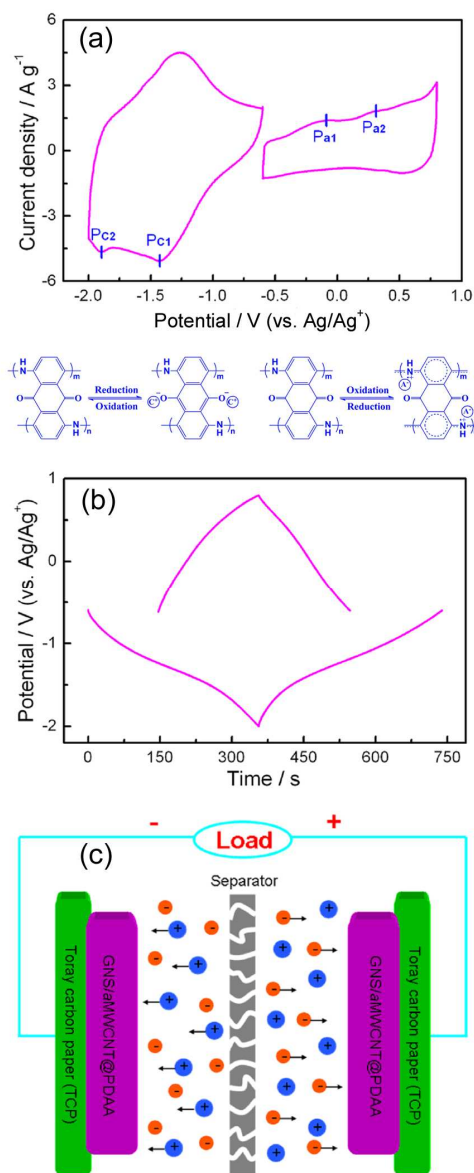 (a)
Current density / A g⁻¹
6
3
0
-3
-6
Pa1
Pa2
PC2
PC1
-2.0 -1.5 -1.0 -0.5 0.0 0.5 1.0
Potential / V (vs. Ag/Ag⁺)
H
N
m
O O
N
H
n
Reduction
Oxidation
H
N
m
C⁺ ⁻O O⁻ C⁺
N
H
n
H
N
m
O O
N
H
n
Oxidation
Reduction
H
N
m
A⁻
O O
A⁻
N
H
n
(b)
Potential / V (vs. Ag/Ag⁺)
1
0
-1
-2
0 150 300 450 600 750
Time / s
(c)
- Load +
Separator
Toray carbon paper (TCP)
GNS/aMWCNT@PDAA
GNS/aMWCNT@PDAA
Toray carbon paper (TCP)